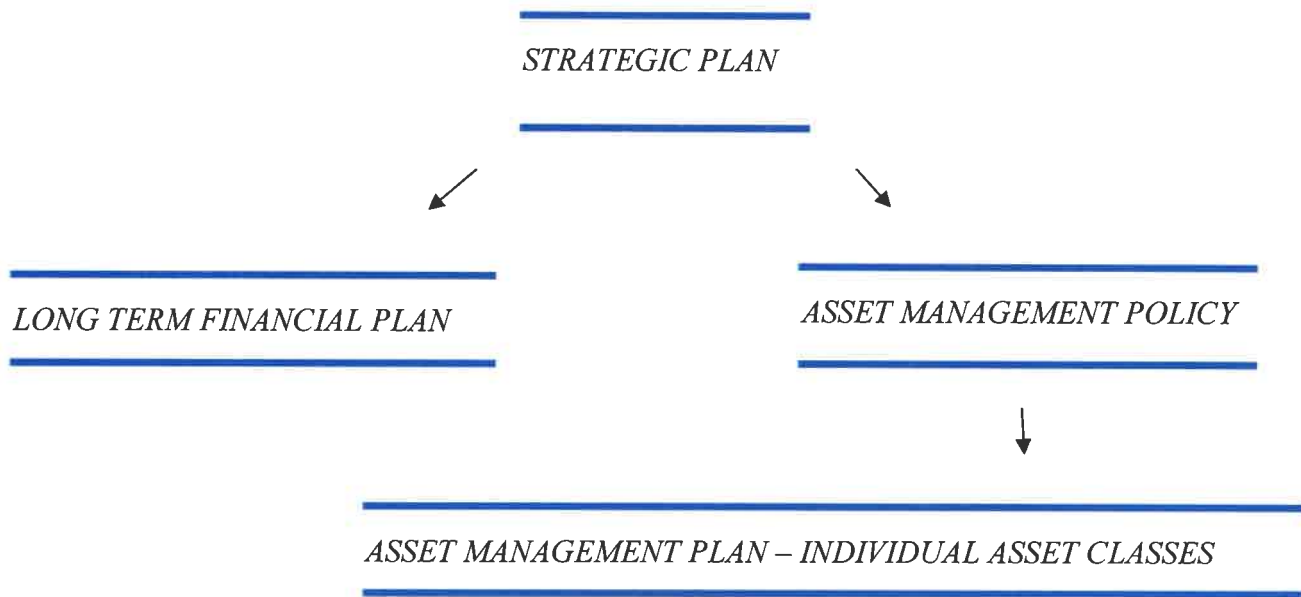 STRATEGIC PLAN
LONG TERM FINANCIAL PLAN
ASSET MANAGEMENT POLICY
ASSET MANAGEMENT PLAN – INDIVIDUAL ASSET CLASSES